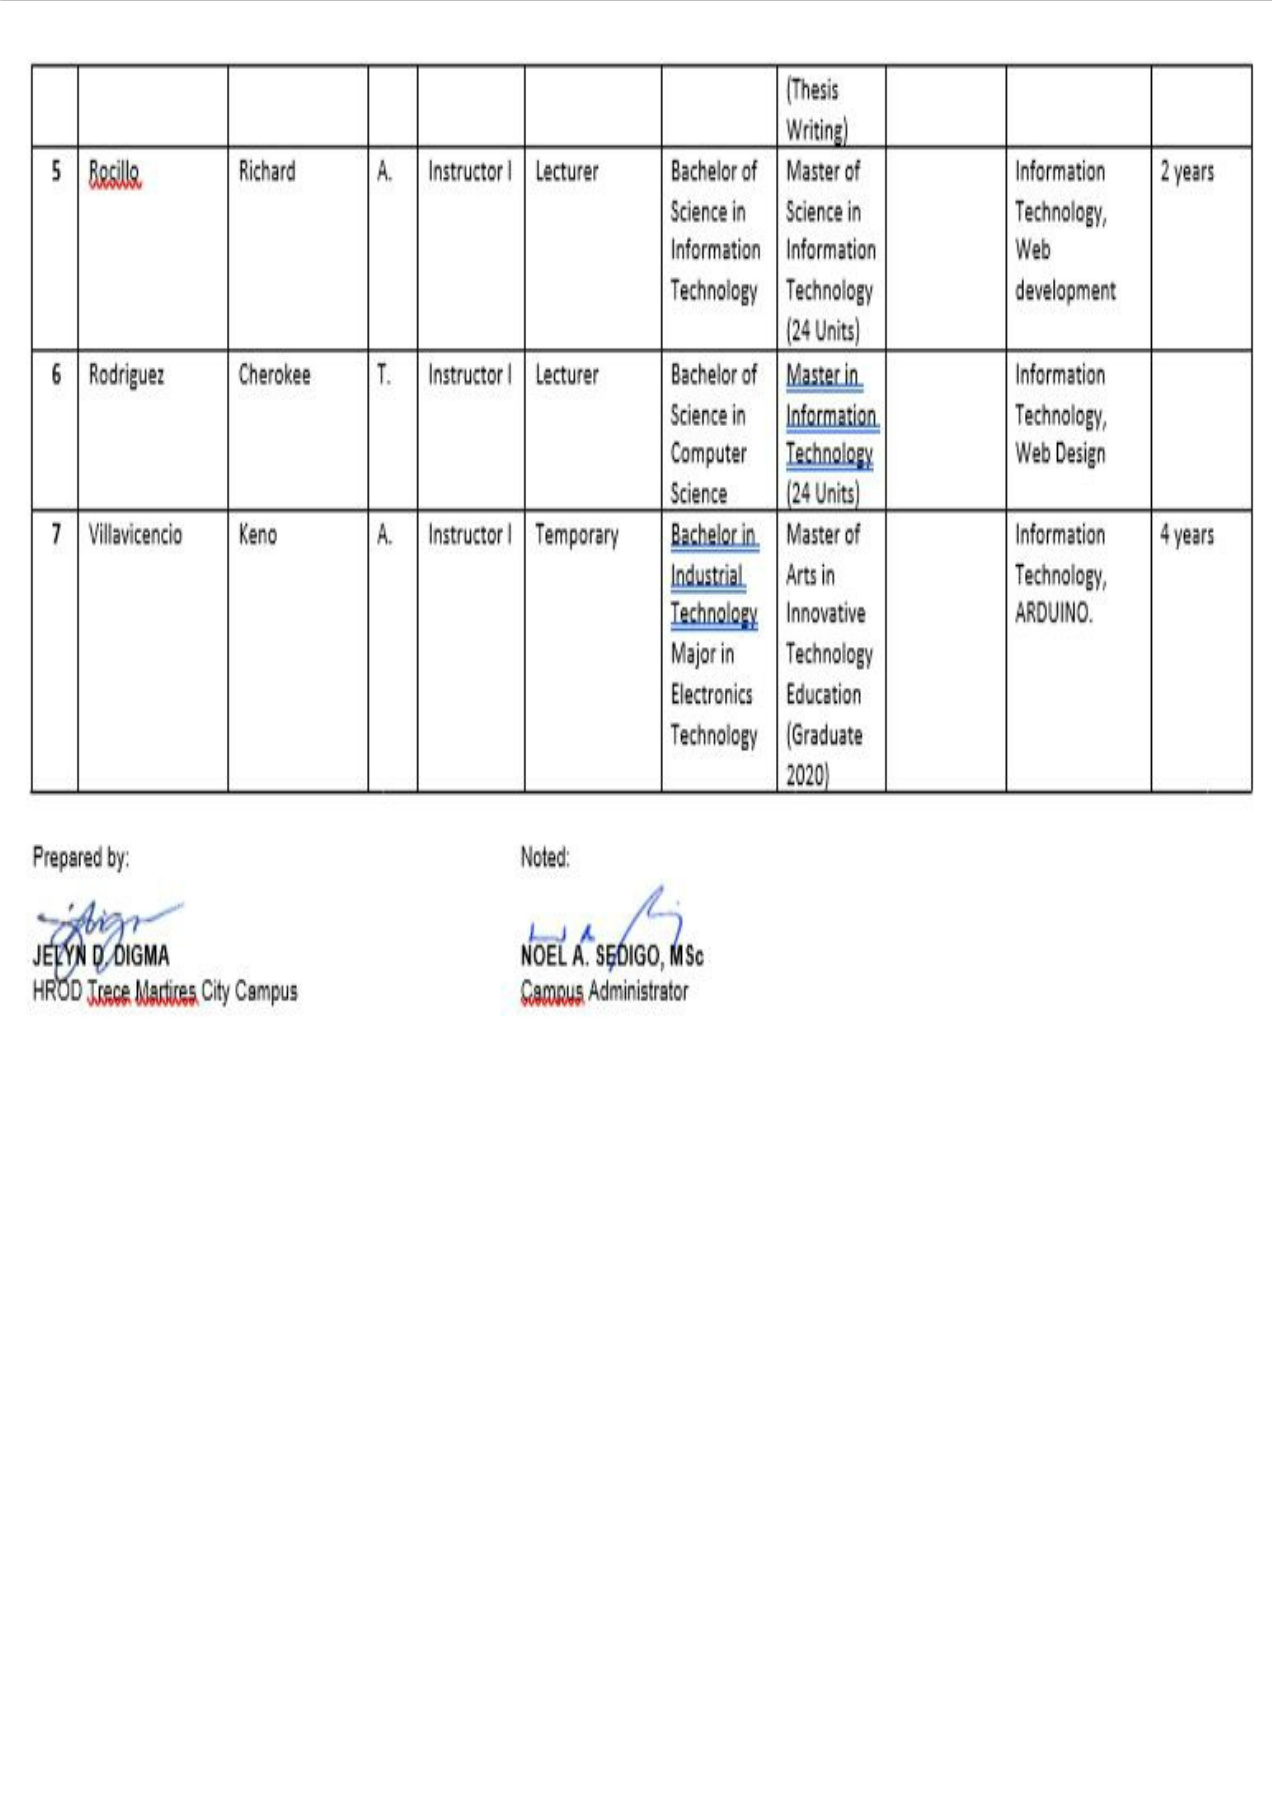 (Thesis
Writing)
5 Rocillo Richard A. Instructor I Lecturer Bachelor of Master of Information 2 years
Science in Science in Technology,
Information Information Web
Technology Technology development
(24 Units)
6 Rodriguez Cherokee T. Instructor I Lecturer Bachelor of Master in Information
Science in Information Technology,
Computer Technology Web Design
Science (24 Units)
7 Villavicencio Keno A. Instructor I Temporary Bachelor in Master of Information 4 years
Industrial Arts in Technology,
Technology Innovative ARDUINO.
Major in Technology
Electronics Education
Technology (Graduate
2020)
Prepared by: Noted:
JELYN D. DIGMA NOEL A. SEDIGO, MSc
HROD Trece Martires City Campus Campus Administrator